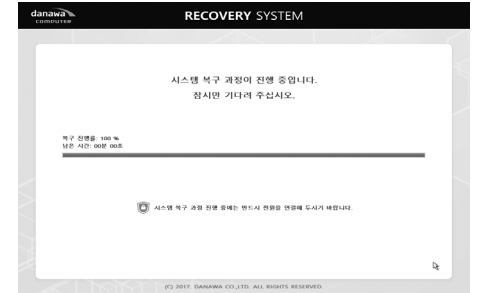 danawa
COMPUTER
RECOVERY SYSTEM
시스템 복구 과정이 진행 중입니다.
잠시만 기다려 주십시오.
복구 진행률: 100 %
남은 시간: 00분 00초
시스템 복구 과정 진행 중에는 반드시 전원을 연결해 두시기 바랍니다.
(C) 2017. DANAWA CO.,LTD. ALL RIGHTS RESERVED.